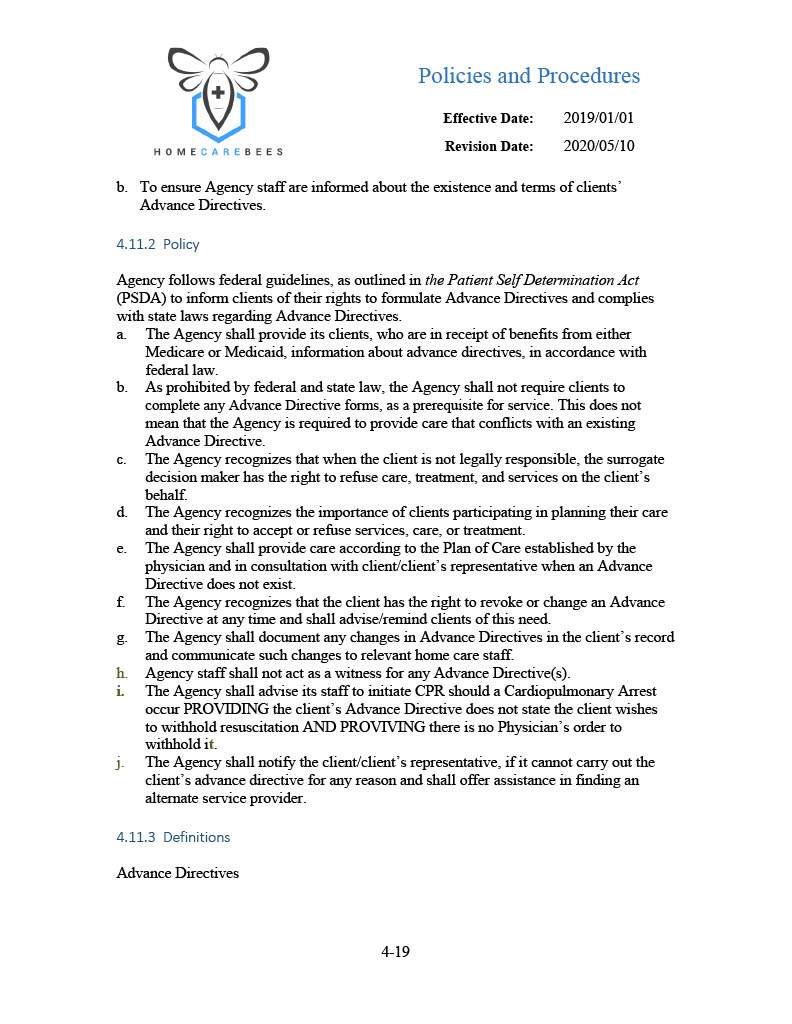 Policies and Procedures
Effective Date: 2019/01/01
HOMECAREBEES
Revision Date: 2020/05/10
b. To ensure Agency staff are informed about the existence and terms of clients’
Advance Directives.
4.11.2 Policy
Agency follows federal guidelines, as outlined in the Patient Self Determination Act
(PSDA) to inform clients of their rights to formulate Advance Directives and complies
with state laws regarding Advance Directives.
a. The Agency shall provide its clients, who are in receipt of benefits from either
Medicare or Medicaid, information about advance directives, in accordance with
federal law.
b. As prohibited by federal and state law, the Agency shall not require clients to
complete any Advance Directive forms, as a prerequisite for service. This does not
mean that the Agency is required to provide care that conflicts with an existing
Advance Directive.
c. The Agency recognizes that when the client is not legally responsible, the surrogate
decision maker has the right to refuse care, treatment, and services on the client’s
behalf.
d. The Agency recognizes the importance of clients participating in planning their care
and their right to accept or refuse services, care, or treatment.
e. The Agency shall provide care according to the Plan of Care established by the
physician and in consultation with client/client’s representative when an Advance
Directive does not exist.
f. The Agency recognizes that the client has the right to revoke or change an Advance
Directive at any time and shall advise/remind clients of this need.
g. The Agency shall document any changes in Advance Directives in the client’s record
and communicate such changes to relevant home care staff.
h. Agency staff shall not act as a witness for any Advance Directive(s).
i. The Agency shall advise its staff to initiate CPR should a Cardiopulmonary Arrest
occur PROVIDING the client’s Advance Directive does not state the client wishes
to withhold resuscitation AND PROVIVING there is no Physician’s order to
withhold it.
j. The Agency shall notify the client/client’s representative, if it cannot carry out the
client’s advance directive for any reason and shall offer assistance in finding an
alternate service provider.
4.11.3 Definitions
Advance Directives
4-19